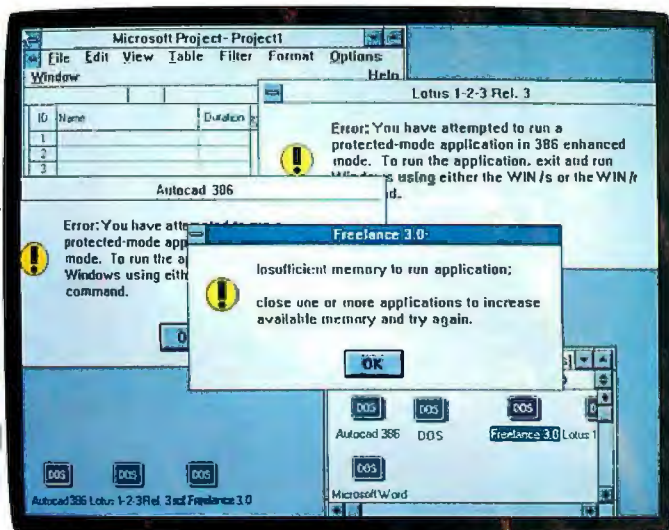 Microsoft Project - Project1
File Edit View Table Filter Format Options
Window Help
ID Name Duration
1
2
3
Lotus 1-2-3 Rel. 3
Error: You have attempted to run a
protected-mode application in 386 enhanced
mode. To run the application, exit and run
Windows using either the WIN /s or the WIN /r
Autocad 386
Error: You have
protected-mode
mode. To run the
Windows using
command.
Freelance 3.0
Insufficient memory to run application;
close one or more applications to increase
available memory and try again.
OK
DOS DOS DOS
Autocad 386 DOS Freelance 3.0 Lotus 1
DOS
Microsoft Word
DOS DOS DOS
Autocad 386 Lotus 1-2-3 Rel. 3 Freelance 3.0